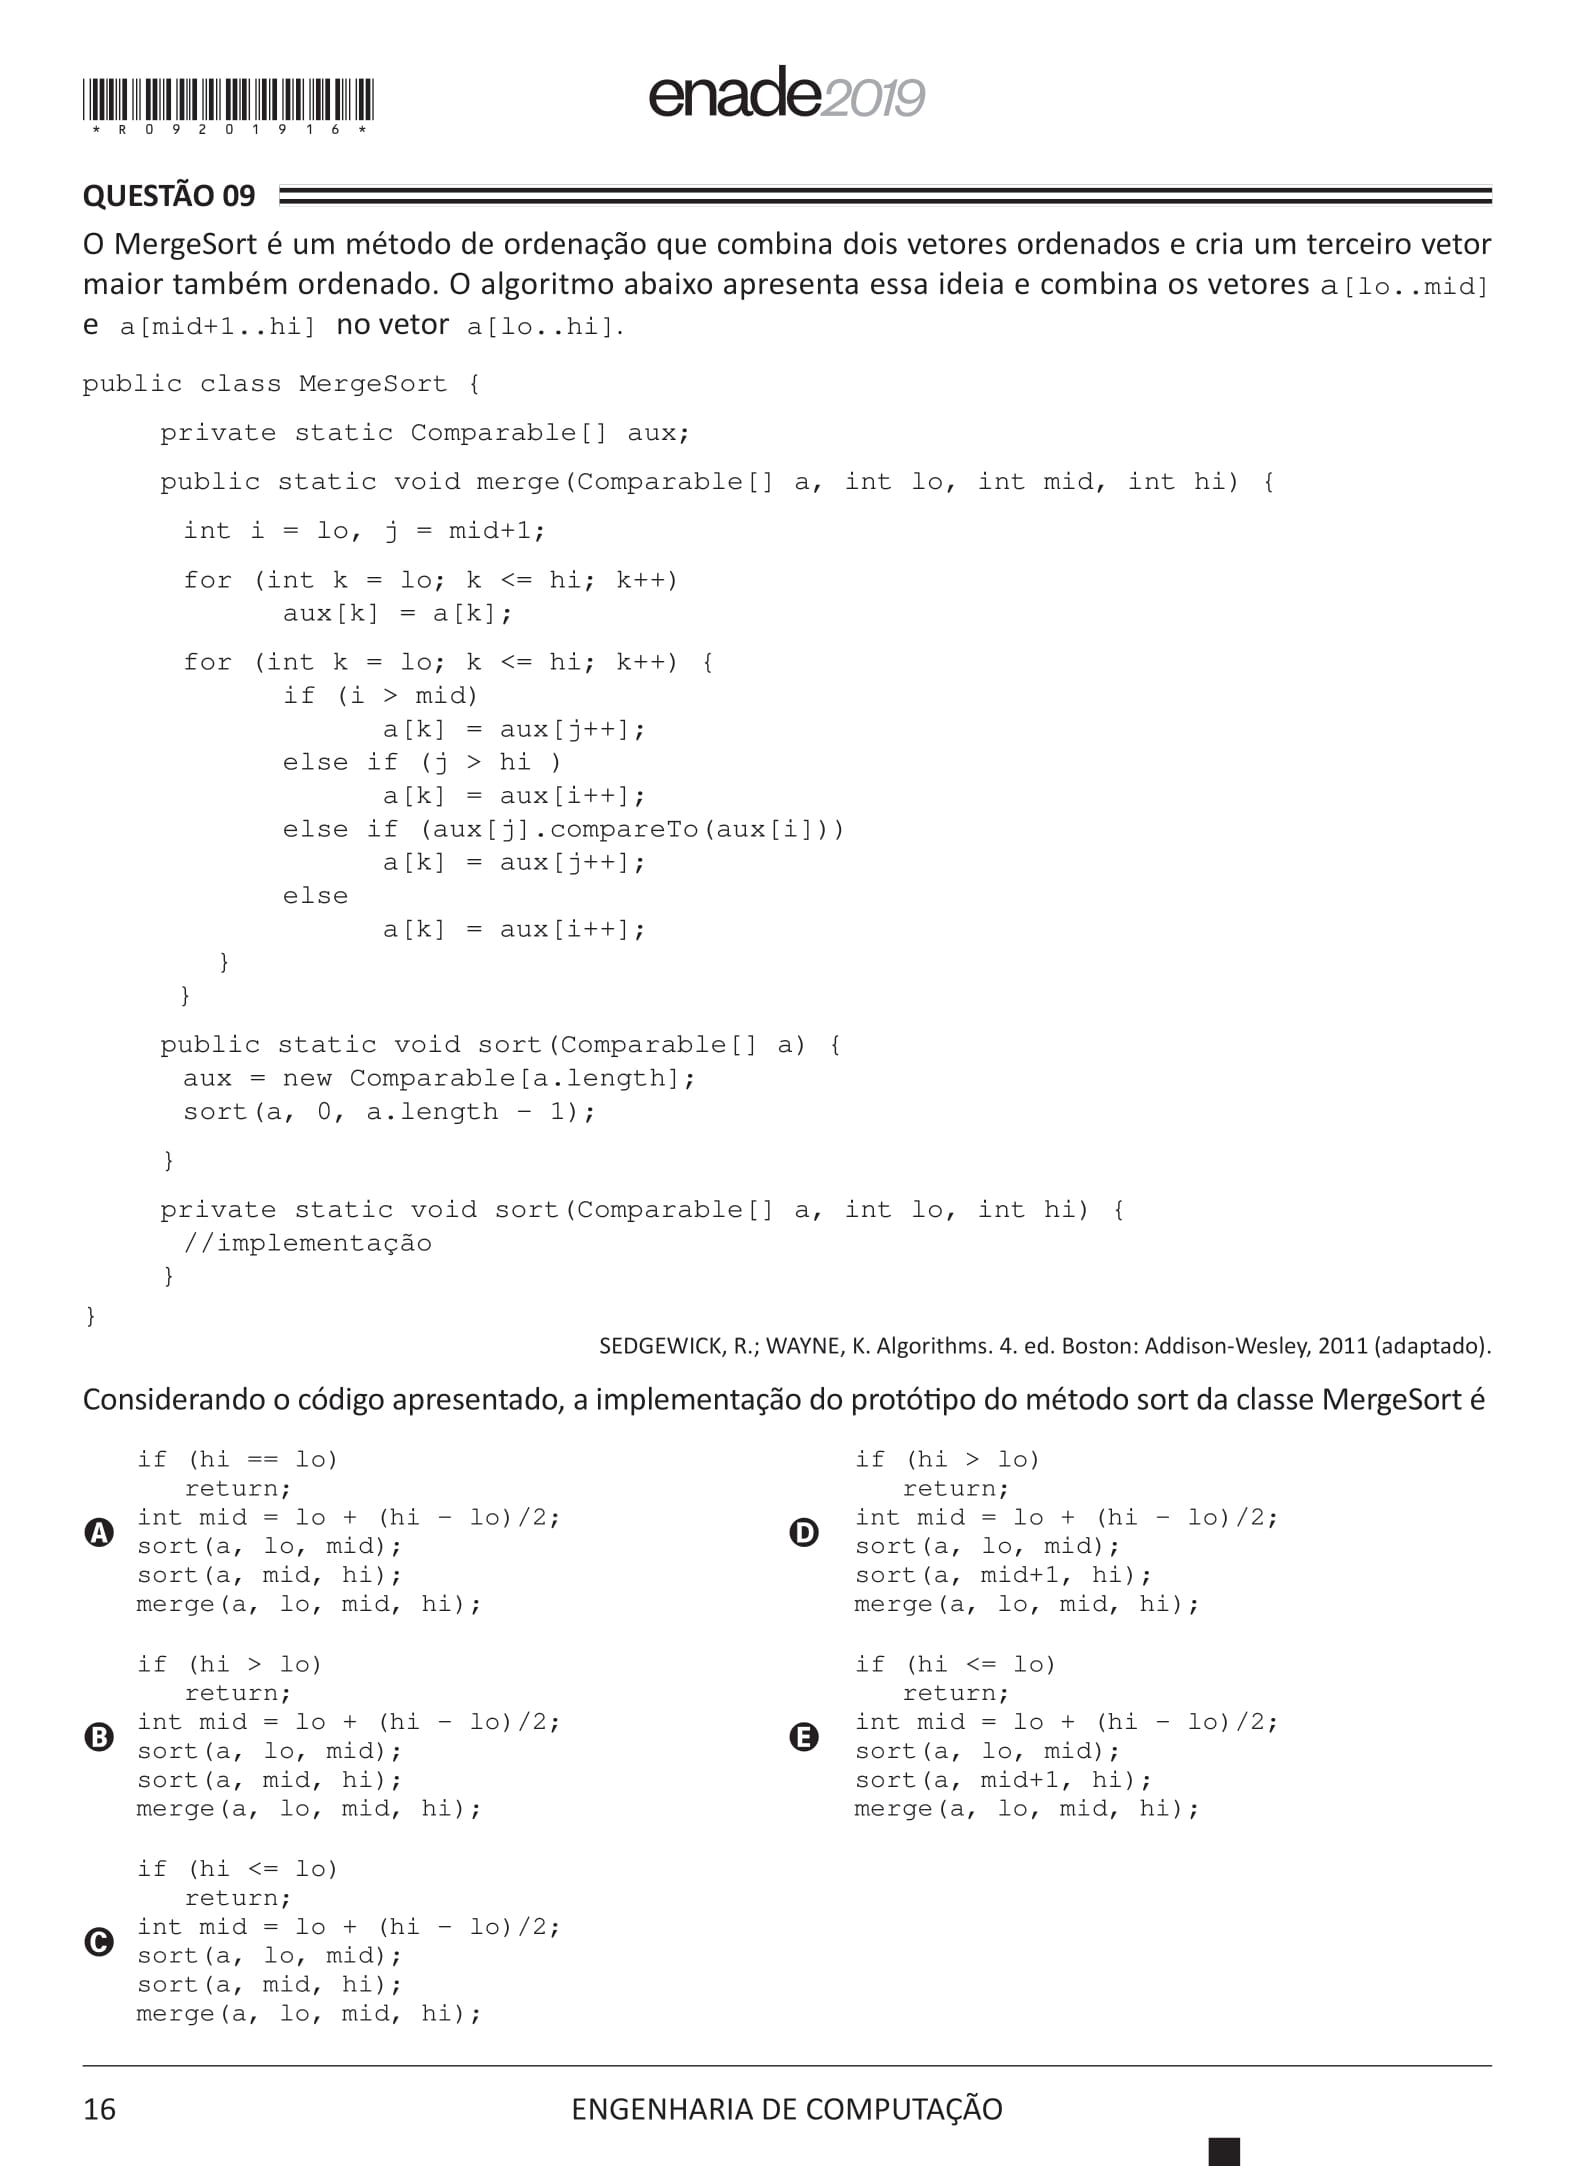 *R09201916*
enade2019
QUESTÃO 09
O MergeSort é um método de ordenação que combina dois vetores ordenados e cria um terceiro vetor
maior também ordenado. O algoritmo abaixo apresenta essa ideia e combina os vetores a[lo..mid]
e a[mid+1..hi] no vetor a[lo..hi].
public class MergeSort {
private static Comparable[] aux;
public static void merge(Comparable[] a, int lo, int mid, int hi) {
int i = lo, j = mid+1;
for (int k = lo; k <= hi; k++)
aux[k] = a[k];
for (int k = lo; k <= hi; k++) {
if (i > mid)
a[k] = aux[j++];
else if (j > hi )
a[k] = aux[i++];
else if (aux[j].compareTo(aux[i]))
a[k] = aux[j++];
else
a[k] = aux[i++];
}
}
public static void sort(Comparable[] a) {
aux = new Comparable[a.length];
sort(a, 0, a.length – 1);
}
private static void sort(Comparable[] a, int lo, int hi) {
//implementação
}
}
SEDGEWICK, R.; WAYNE, K. Algorithms. 4. ed. Boston: Addison-Wesley, 2011 (adaptado).
Considerando o código apresentado, a implementação do protótipo do método sort da classe MergeSort é
A
if (hi == lo)
return;
int mid = lo + (hi – lo)/2;
sort(a, lo, mid);
sort(a, mid, hi);
merge(a, lo, mid, hi);
B
if (hi > lo)
return;
int mid = lo + (hi – lo)/2;
sort(a, lo, mid);
sort(a, mid, hi);
merge(a, lo, mid, hi);
C
if (hi <= lo)
return;
int mid = lo + (hi – lo)/2;
sort(a, lo, mid);
sort(a, mid, hi);
merge(a, lo, mid, hi);
D
if (hi > lo)
return;
int mid = lo + (hi – lo)/2;
sort(a, lo, mid);
sort(a, mid+1, hi);
merge(a, lo, mid, hi);
E
if (hi <= lo)
return;
int mid = lo + (hi – lo)/2;
sort(a, lo, mid);
sort(a, mid+1, hi);
merge(a, lo, mid, hi);
16
ENGENHARIA DE COMPUTAÇÃO